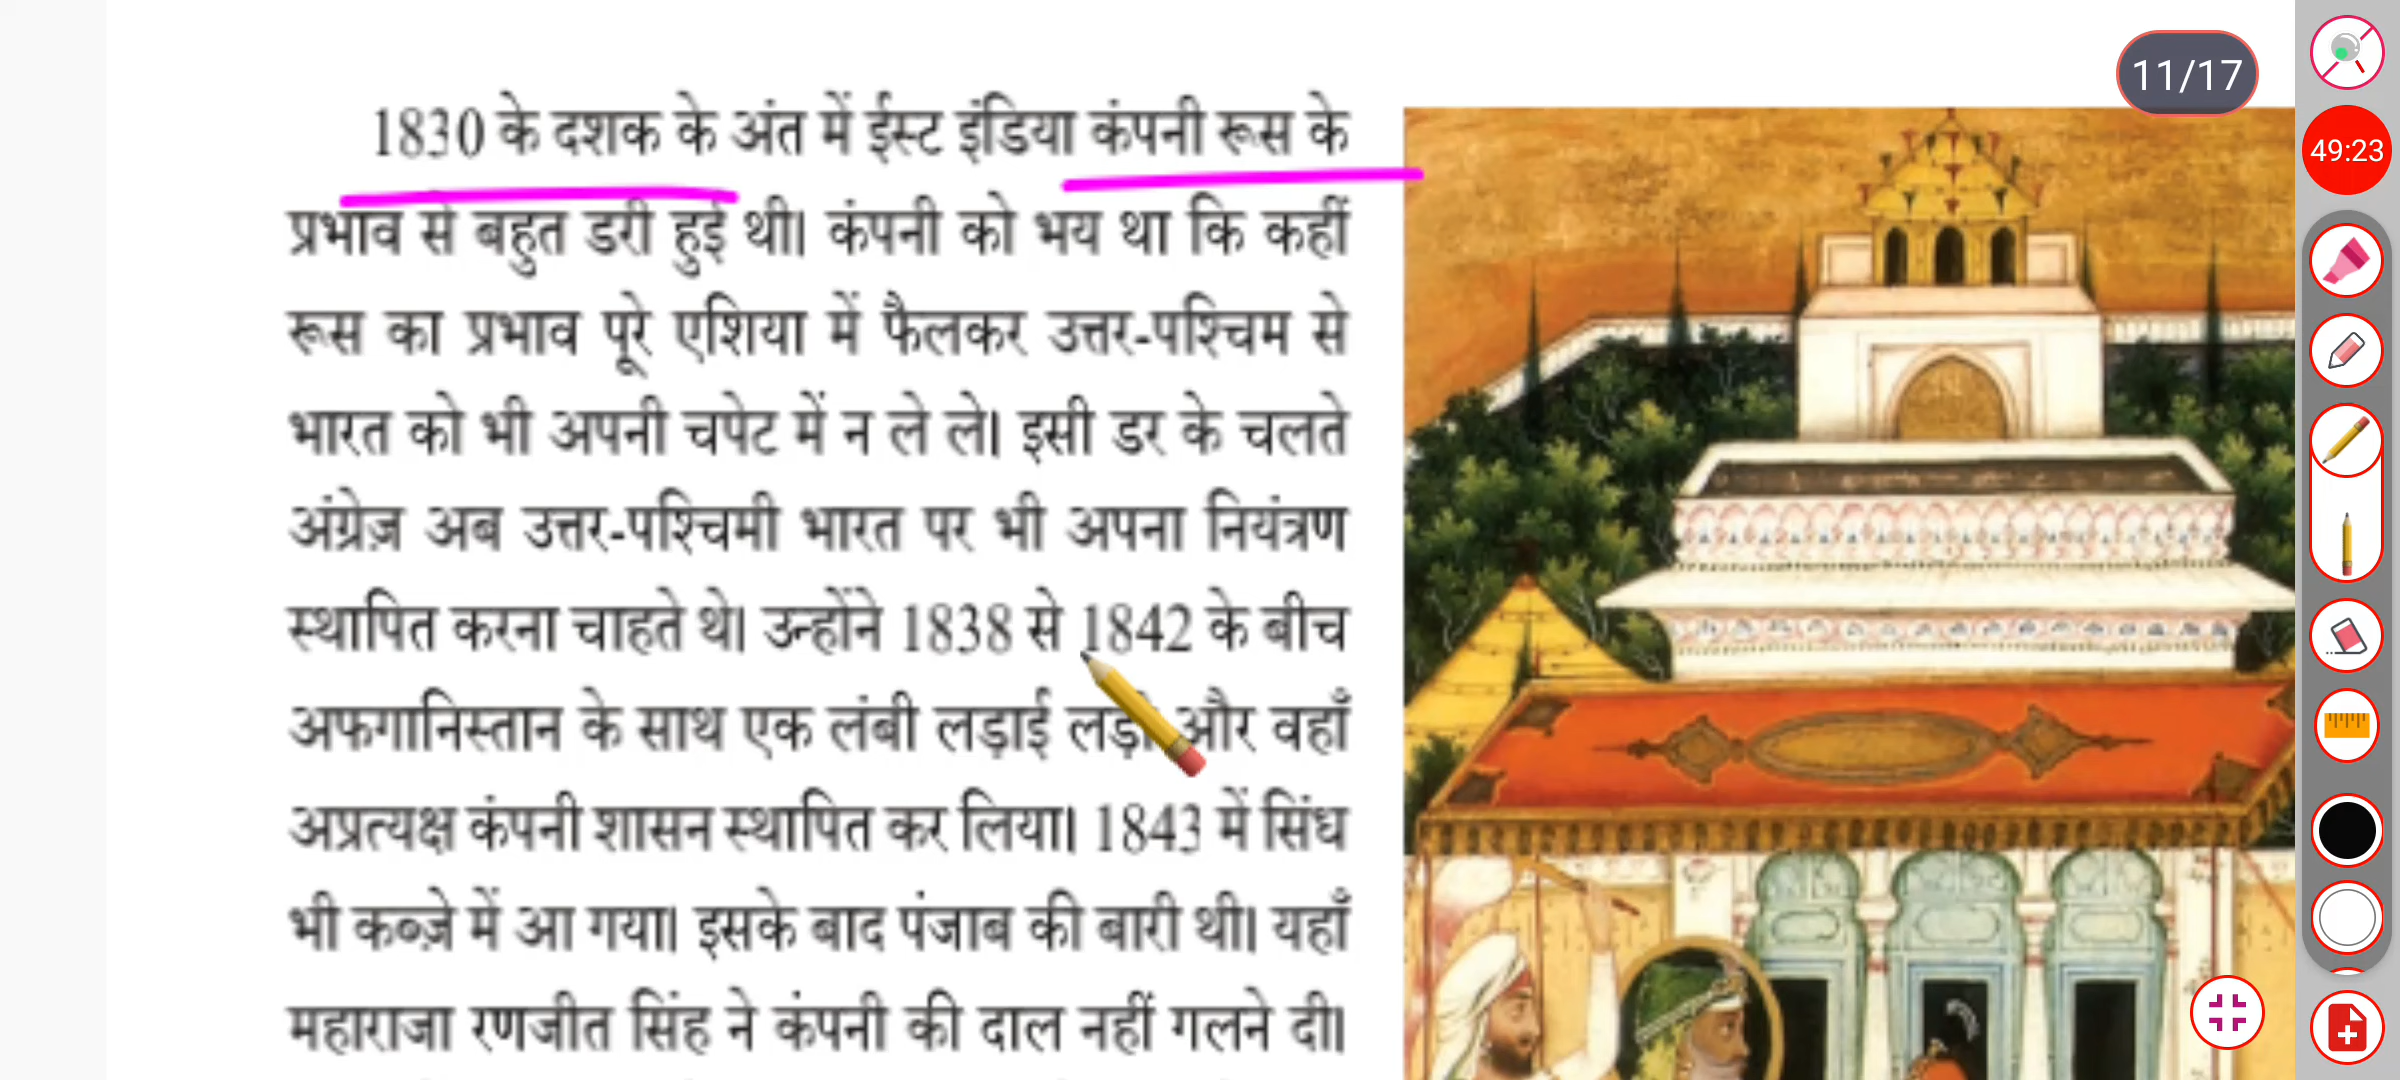 11/17
49:23
1830 के दशक के अंत में ईस्ट इंडिया कंपनी रूस के
प्रभाव से बहुत डरी हुई थी। कंपनी को भय था कि कहीं
रूस का प्रभाव पूरे एशिया में फैलकर उत्तर-पश्चिम से
भारत को भी अपनी चपेट में न ले ले। इसी डर के चलते
अंग्रेज़ अब उत्तर-पश्चिमी भारत पर भी अपना नियंत्रण
स्थापित करना चाहते थे। उन्होंने 1838 से 1842 के बीच
अफगानिस्तान के साथ एक लंबी लड़ाई लड़ी और वहाँ
अप्रत्यक्ष कंपनी शासन स्थापित कर लिया। 1843 में सिंध
भी कब्ज़े में आ गया। इसके बाद पंजाब की बारी थी। यहाँ
महाराजा रणजीत सिंह ने कंपनी की दाल नहीं गलने दी।